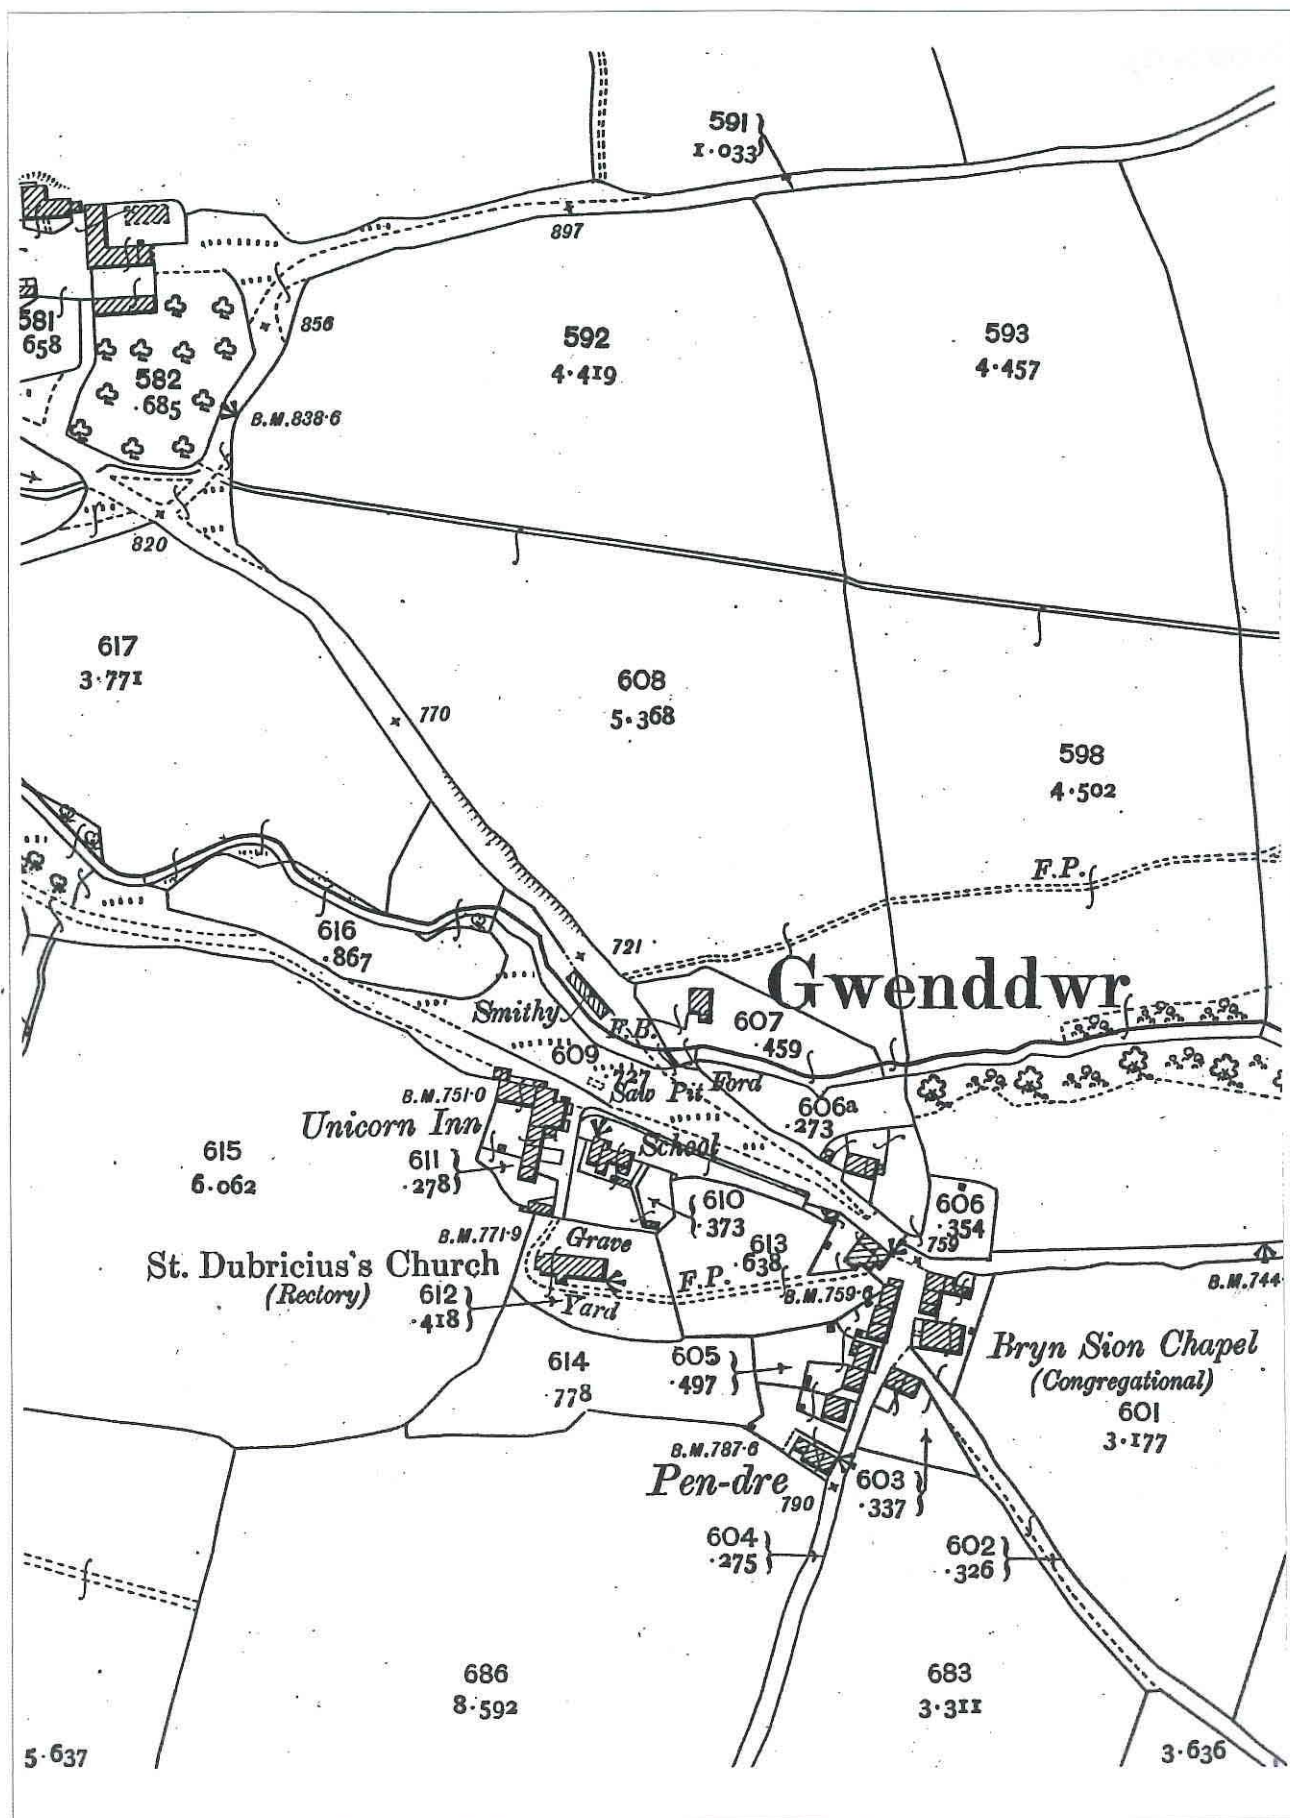 591
1·033
897
856
581
658
582
·685
592
4·419
593
4·457
B.M.838·6
820
617
3·771
770
608
5·368
598
4·502
F.P.
616
·867
721
Gwenddwr
Smithy
F.B.
607
·459
609
727
Saw Pit
Ford
B.M.751·0
Unicorn Inn
606a
·273
School
615
6·062
611
·278
610
·373
606
·354
B.M.771·9
Grave
613
·638
759
St. Dubricius's Church
(Rectory)
F.P.
612
·418
Yard
B.M.759·6
B.M.744·
Bryn Sion Chapel
(Congregational)
614
·778
605
·497
601
3·177
B.M.787·6
Pen-dre
790
603
·337
604
·275
602
·326
686
8·592
683
3·311
5·637
3·636